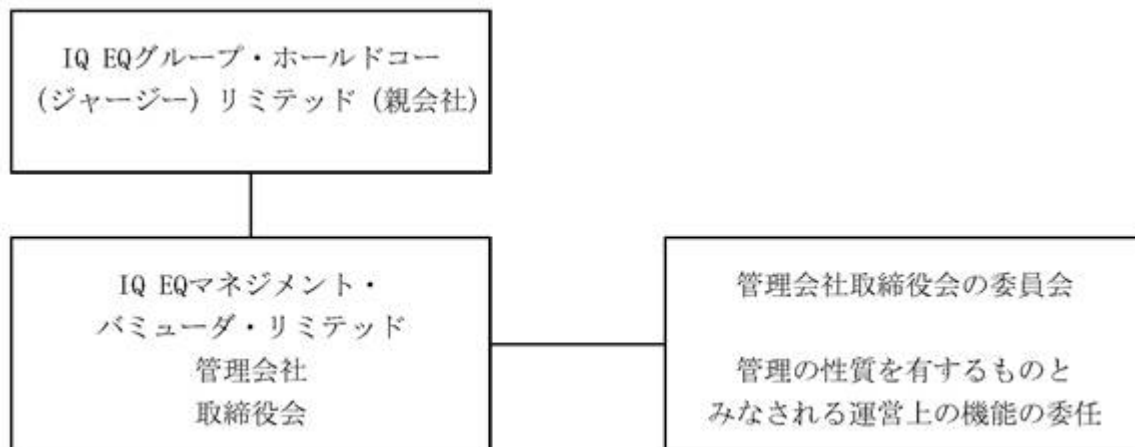 IQ EQグループ・ホールドコー
(ジャージー) リミテッド (親会社)
IQ EQマネジメント・
バミューダ・リミテッド
管理会社
取締役会
管理会社取締役会の委員会
管理の性質を有するものと
みなされる運営上の機能の委任